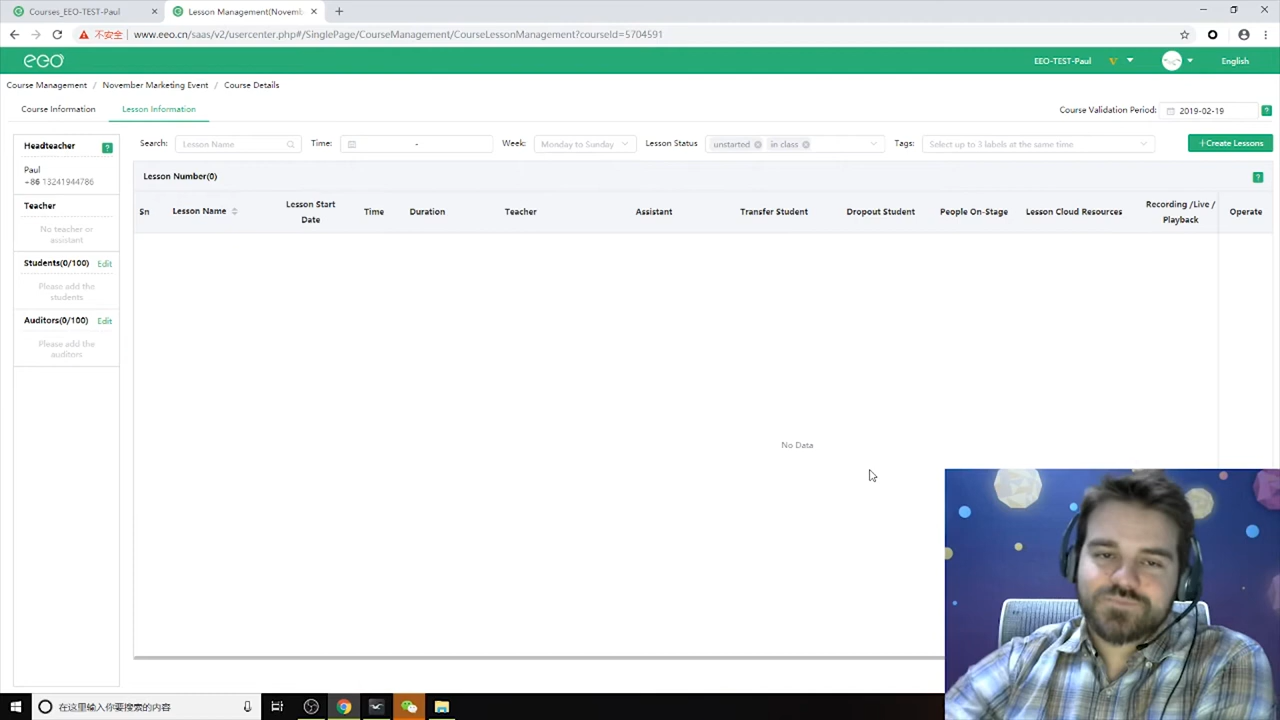 Courses_EEO-TEST-Paul
Lesson Management(Novemb
不安全
www.eeo.cn/saas/v2/usercenter.php#/SinglePage/CourseManagement/CourseLessonManagement?courseId=5704591
eeo
EEO-TEST-Paul
V
English
Course Management / November Marketing Event / Course Details
Course Information
Lesson Information
Course Validation Period:
2019-02-19
?
Headteacher
?
Paul
+86 13241944786
Teacher
No teacher or
assistant
Students(0/100)
Edit
Please add the
students
Auditors(0/100)
Edit
Please add the
auditors
Search:
Lesson Name
Time:
-
Week:
Monday to Sunday
Lesson Status
unstarted
in class
Tags:
Select up to 3 labels at the same time
+Create Lessons
Lesson Number(0)
?
Sn
Lesson Name
Lesson Start
Date
Time
Duration
Teacher
Assistant
Transfer Student
Dropout Student
People On-Stage
Lesson Cloud Resources
Recording /Live /
Playback
Operate
No Data
在这里输入你要搜索的内容